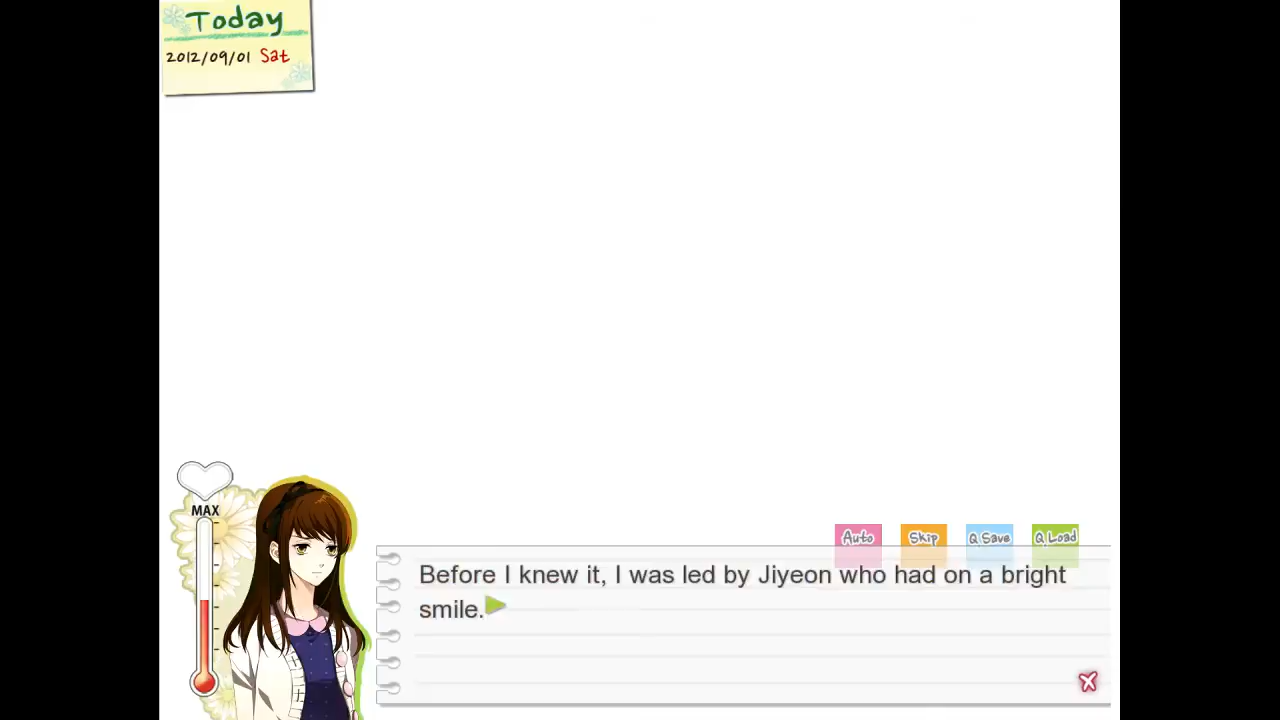 Today
2012/09/01 Sat
MAX
Auto
Skip
Q.Save
Q.Load
Before I knew it, I was led by Jiyeon who had on a bright
smile.